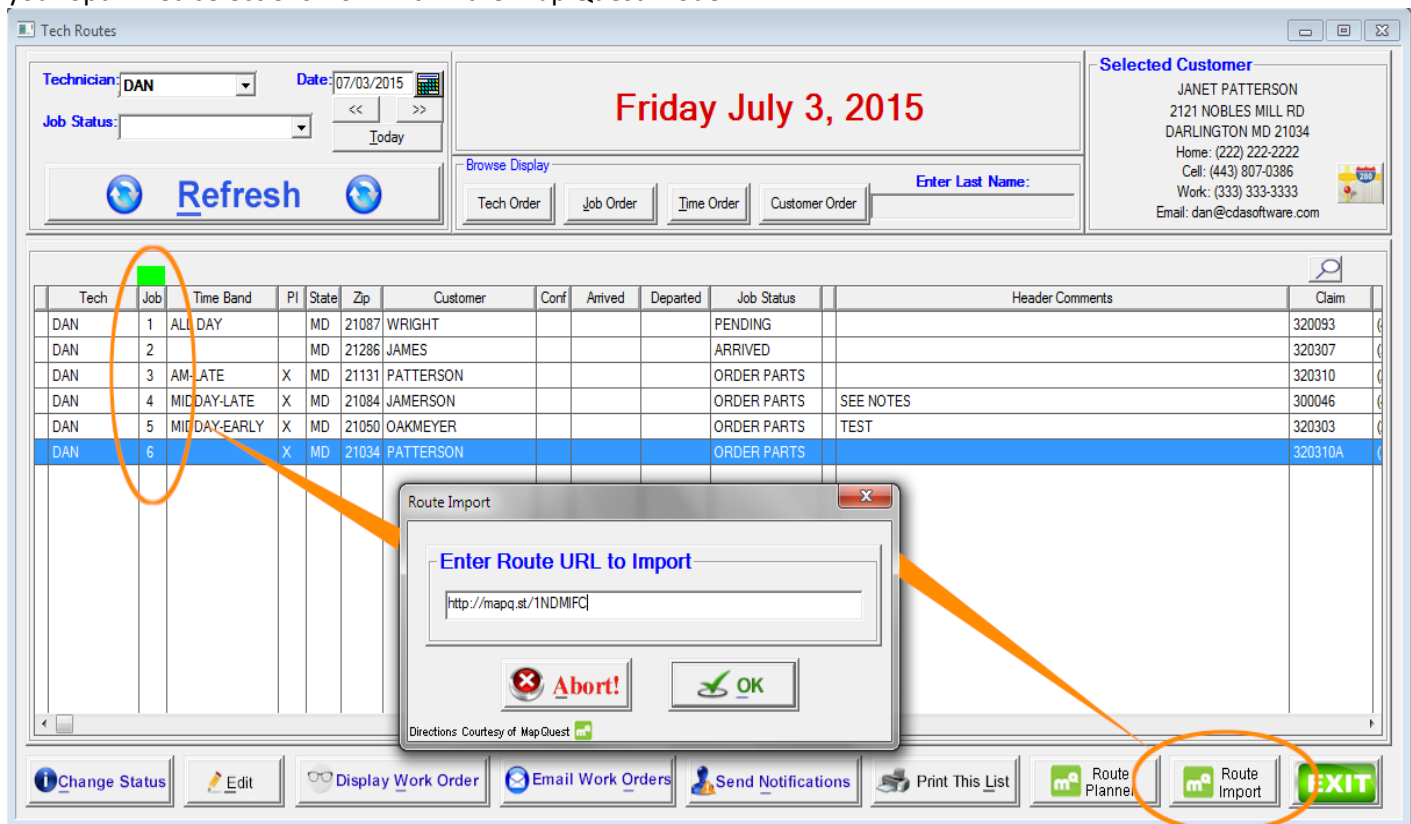 Tech Routes
Technician: DAN
Date: 07/03/2015
<< >>
Job Status:
Today
Refresh
Friday July 3, 2015
Browse Display
Tech Order Job Order Time Order Customer Order
Enter Last Name:
Selected Customer
JANET PATTERSON
2121 NOBLES MILL RD
DARLINGTON MD 21034
Home: (222) 222-2222
Cell: (443) 807-0386
Work: (333) 333-3333
Email: dan@cdasoftware.com
Tech Job Time Band PI State Zip Customer Conf Arrived Departed Job Status Header Comments Claim
DAN 1 ALL DAY MD 21087 WRIGHT PENDING 320093
DAN 2 MD 21286 JAMES ARRIVED 320307
DAN 3 AM-LATE X MD 21131 PATTERSON ORDER PARTS 320310
DAN 4 MIDDAY-LATE X MD 21084 JAMERSON ORDER PARTS SEE NOTES 300046
DAN 5 MIDDAY-EARLY X MD 21050 OAKMEYER ORDER PARTS TEST 320303
DAN 6 X MD 21034 PATTERSON ORDER PARTS 320310A
Route Import
Enter Route URL to Import
http://mapq.st/1NDMIFC
Abort! OK
Directions Courtesy of MapQuest
Change Status Edit Display Work Order Email Work Orders Send Notifications Print This List Route Planner Route Import EXIT